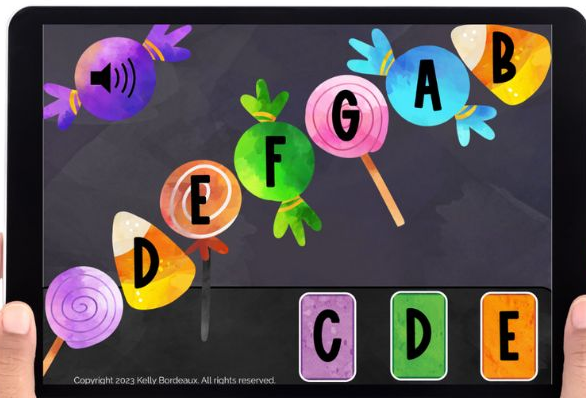 B
A
G
F
E
D
C D E
Copyright 2023 Kelly Bordeaux. All rights reserved.